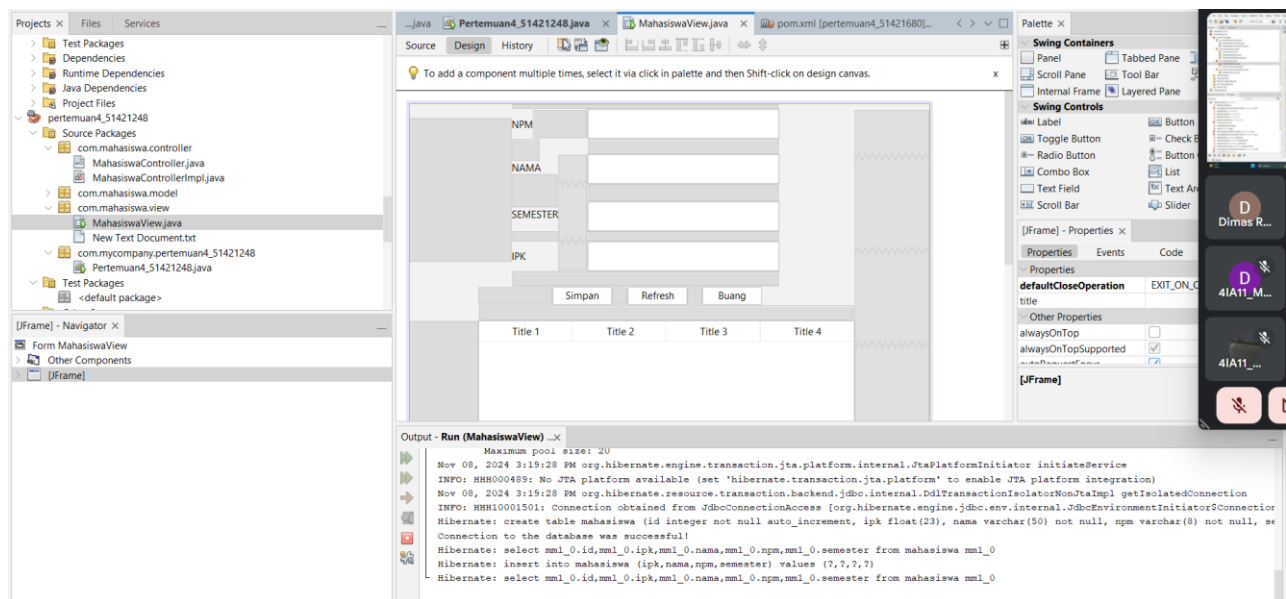 Projects
Files
Services
Test Packages
Dependencies
Runtime Dependencies
Java Dependencies
Project Files
pertemuan4_51421248
Source Packages
com.mahasiswa.controller
MahasiswaController.java
MahasiswaControllerImpl.java
com.mahasiswa.model
com.mahasiswa.view
MahasiswaView.java
New Text Document.txt
com.mycompany.pertemuan4_51421248
Pertemuan4_51421248.java
Test Packages
<default package>
[JFrame] - Navigator
Form MahasiswaView
Other Components
[JFrame]
...java
Pertemuan4_51421248.java
MahasiswaView.java
pom.xml [pertemuan4_51421680]...
Source Design History
To add a component multiple times, select it via click in palette and then Shift-click on design canvas.
x
NPM
NAMA
SEMESTER
IPK
Simpan Refresh Buang
Title 1 Title 2 Title 3 Title 4
Output - Run (MahasiswaView) ...
Maximum pool size: 20
Nov 08, 2024 3:19:28 PM org.hibernate.engine.transaction.jta.platform.internal.JtaPlatformInitiator initiateService
INFO: HHH000489: No JTA platform available (set 'hibernate.transaction.jta.platform' to enable JTA platform integration)
Nov 08, 2024 3:19:28 PM org.hibernate.resource.transaction.backend.jdbc.internal.DdlTransactionIsolatorNonJtaImpl getIsolatedConnection
INFO: HHH10001501: Connection obtained from JdbcConnectionAccess [org.hibernate.engine.jdbc.env.internal.JdbcEnvironmentInitiator$Connection
Hibernate: create table mahasiswa (id integer not null auto_increment, ipk float(23), nama varchar(50) not null, npm varchar(8) not null, se
Connection to the database was successful!
Hibernate: select mm1_0.id,mm1_0.ipk,mm1_0.nama,mm1_0.npm,mm1_0.semester from mahasiswa mm1_0
Hibernate: insert into mahasiswa (ipk,nama,npm,semester) values (?,?,?,?)
Hibernate: select mm1_0.id,mm1_0.ipk,mm1_0.nama,mm1_0.npm,mm1_0.semester from mahasiswa mm1_0
Palette
Swing Containers
Panel Tabbed Pane
Scroll Pane Tool Bar
Internal Frame Layered Pane
Swing Controls
Label Button
Toggle Button Check B
Radio Button Button
Combo Box List
Text Field Text Ar
Scroll Bar Slider
[JFrame] - Properties
Properties Events Code
Properties
defaultCloseOperation EXIT_ON_C
title
Other Properties
alwaysOnTop
alwaysOnTopSupported
[JFrame]
D
Dimas R...
D
4IA11_M...
4IA11_...